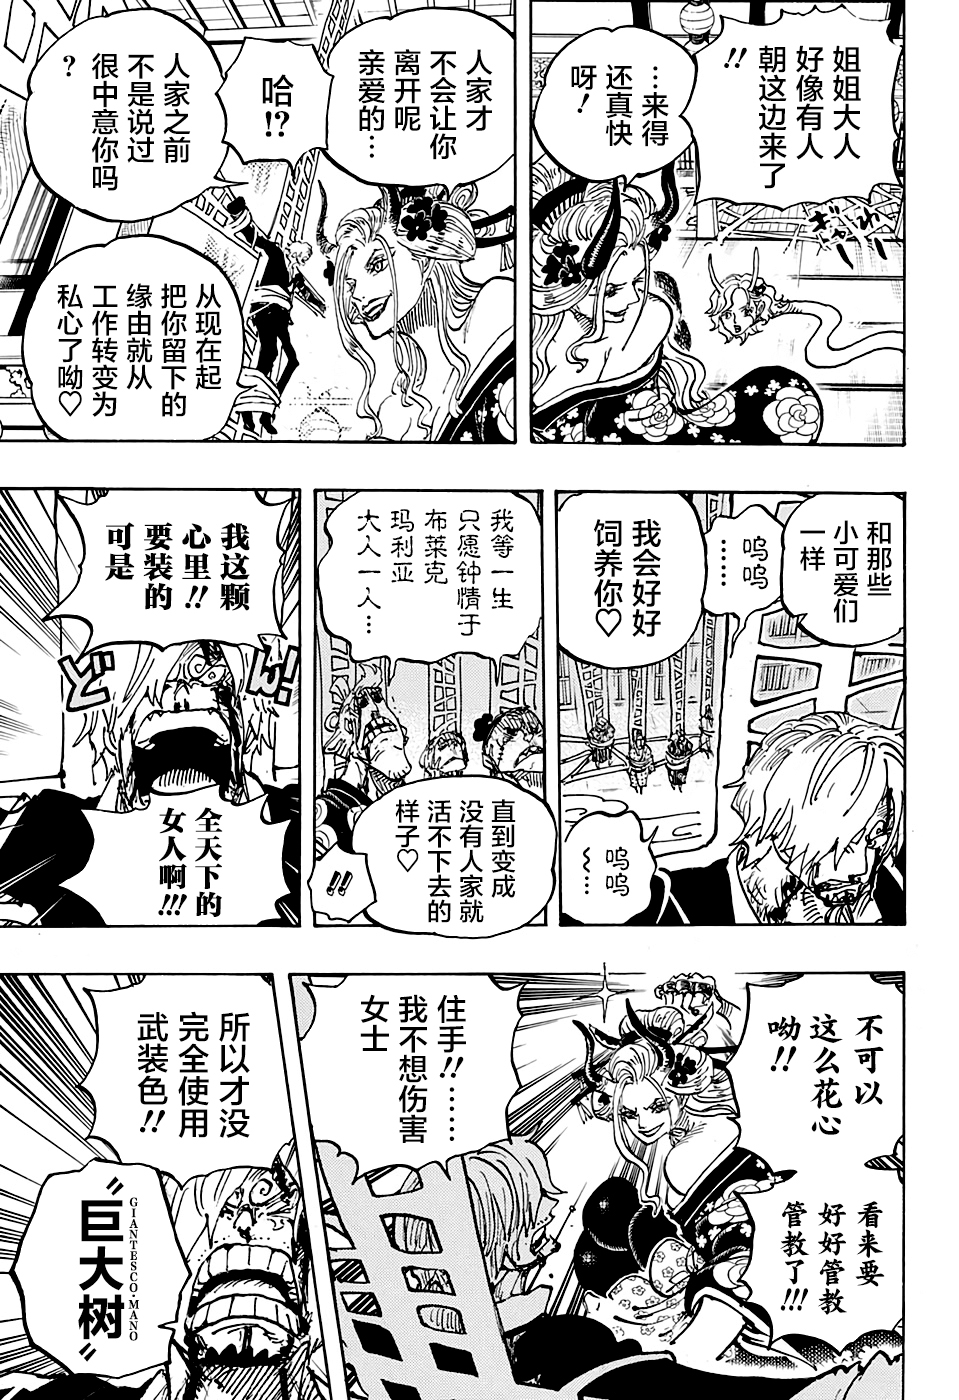 姐姐大人
好像有人
朝这边来了
!!
…来得
还真快
呀!
人家才
不会让你
离开呢
亲爱的…
哈
!?
人家之前
不是说过
很中意你吗
?
从现在起
把你留下的
缘由就从
工作转变为
私心了呦♡
和那些
小可爱们
一样
呜呜
我会好好
饲养你♡
呜呜
我等一生
只愿钟情于
布莱克
玛利亚
大人一人…
直到变成
没有人家就
活不下去的
样子♡
!!
我这颗
心里!!
要装的
可是
全天下的
女人啊!!!
不可以
这么花心
呦!!
看来要
好好管教
管教了!!!
住手!!……
我不想伤害
女士
所以才没
完全使用
武装色!!
GIANTESCO·MANO
“巨大树”